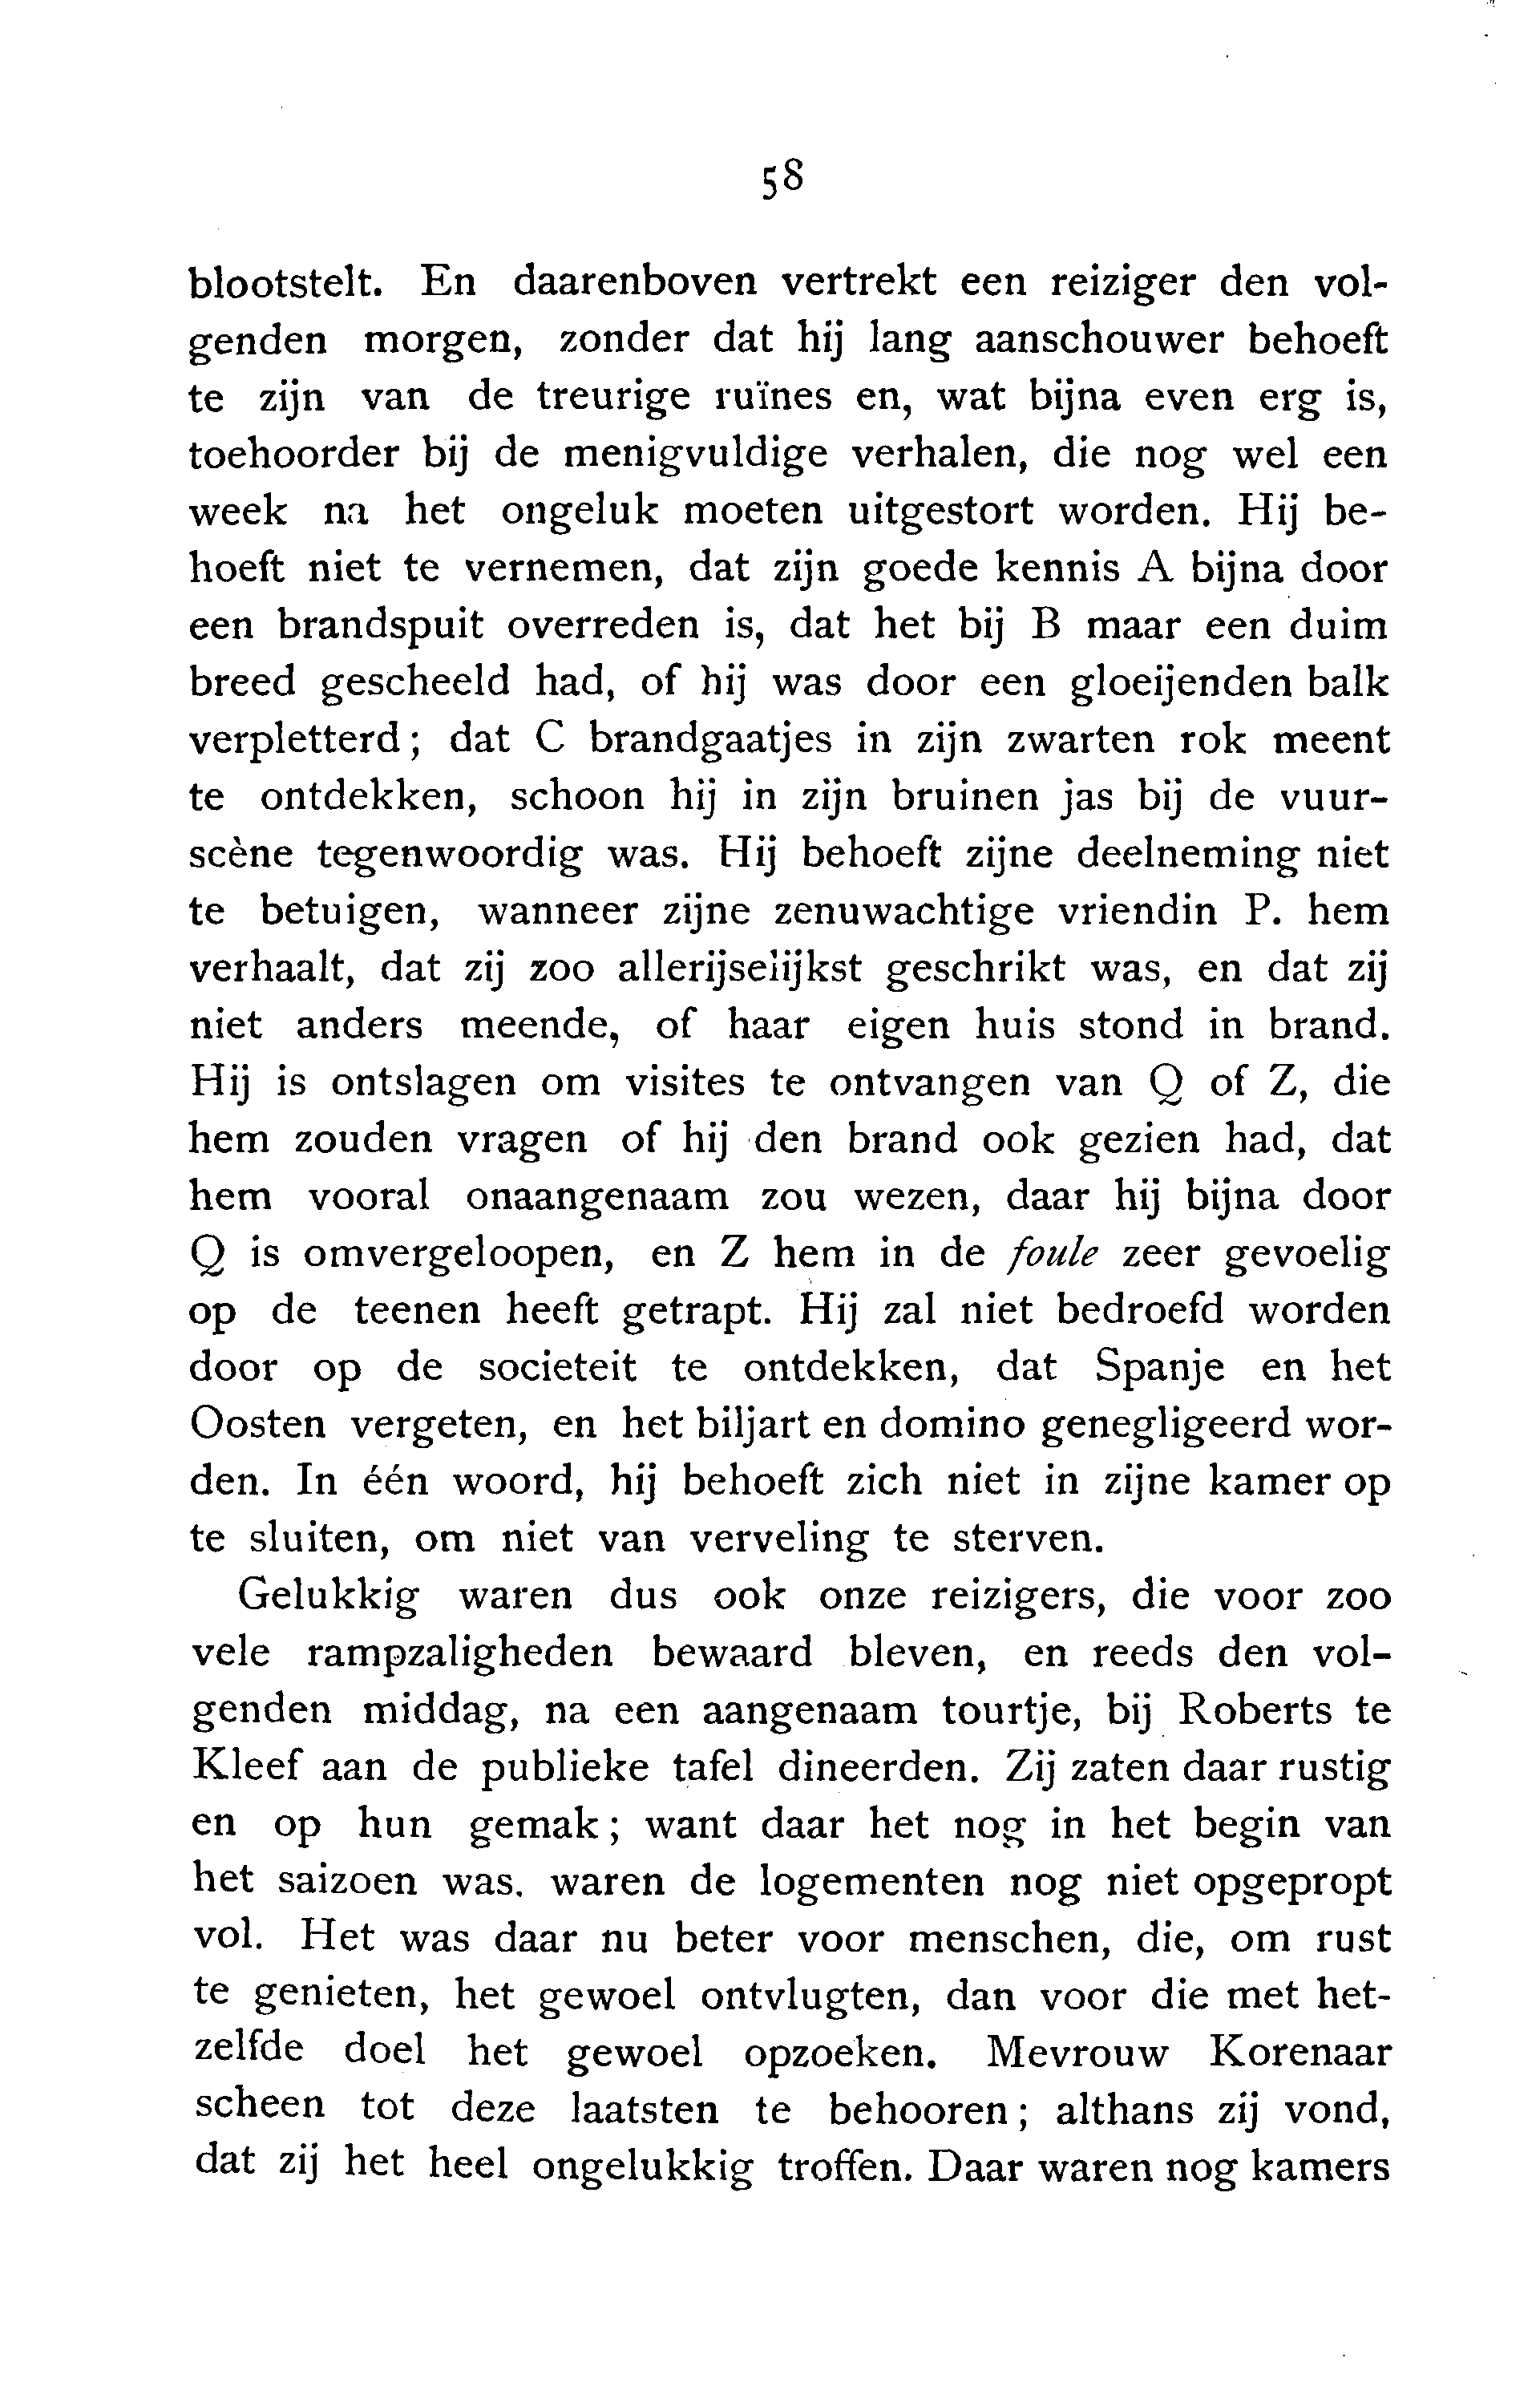 58
blootstelt. En daarenboven vertrekt een reiziger den vol-
genden morgen, zonder dat hij lang aanschouwer behoeft
te zijn van de treurige ruïnes en, wat bijna even erg is,
toehoorder bij de menigvuldige verhalen, die nog wel een
week na het ongeluk moeten uitgestort worden. Hij be-
hoeft niet te vernemen, dat zijn goede kennis A bijna door
een brandspuit overreden is, dat het bij B maar een duim
breed gescheeld had, of hij was door een gloeijenden balk
verpletterd; dat C brandgaatjes in zijn zwarten rok meent
te ontdekken, schoon hij in zijn bruinen jas bij de vuur-
scène tegenwoordig was. Hij behoeft zijne deelneming niet
te betuigen, wanneer zijne zenuwachtige vriendin P. hem
verhaalt, dat zij zoo allerijselijkst geschrikt was, en dat zij
niet anders meende, of haar eigen huis stond in brand.
Hij is ontslagen om visites te ontvangen van Q of Z, die
hem zouden vragen of hij den brand ook gezien had, dat
hem vooral onaangenaam zou wezen, daar hij bijna door
Q is omvergeloopen, en Z hem in de foule zeer gevoelig
op de teenen heeft getrapt. Hij zal niet bedroefd worden
door op de societeit te ontdekken, dat Spanje en het
Oosten vergeten, en het biljart en domino genegligeerd wor-
den. In één woord, hij behoeft zich niet in zijne kamer op
te sluiten, om niet van verveling te sterven.
Gelukkig waren dus ook onze reizigers, die voor zoo
vele rampzaligheden bewaard bleven, en reeds den vol-
genden middag, na een aangenaam tourtje, bij Roberts te
Kleef aan de publieke tafel dineerden. Zij zaten daar rustig
en op hun gemak; want daar het nog in het begin van
het saizoen was. waren de logementen nog niet opgepropt
vol. Het was daar nu beter voor menschen, die, om rust
te genieten, het gewoel ontvlugten, dan voor die met het-
zelfde doel het gewoel opzoeken. Mevrouw Korenaar
scheen tot deze laatsten te behooren; althans zij vond,
dat zij het heel ongelukkig troffen. Daar waren nog kamers